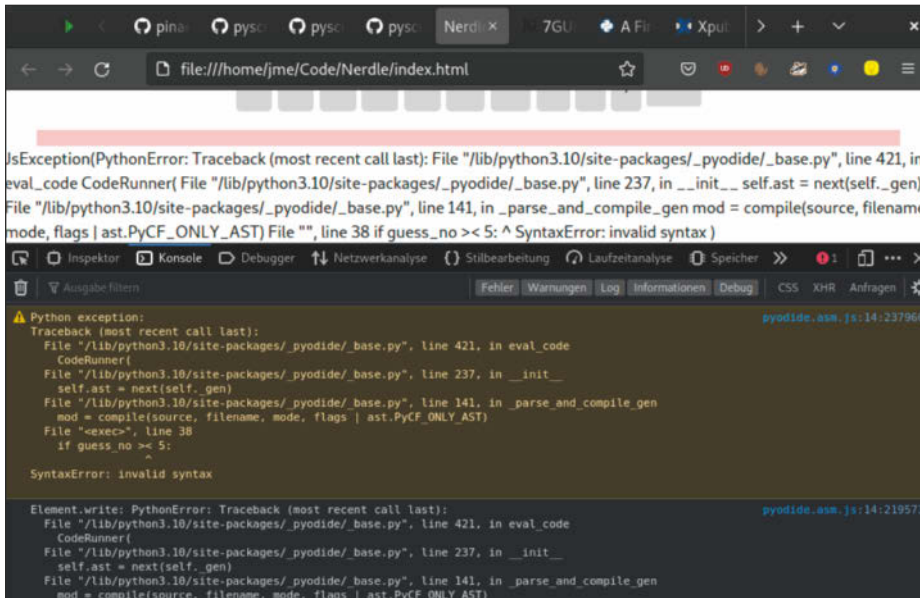 pina pysc pysc pysc Nerdl × 7GU A Fir Xput > +
file:///home/jme/Code/Nerdle/index.html
JsException(PythonError: Traceback (most recent call last): File "/lib/python3.10/site-packages/_pyodide/_base.py", line 421, in
eval_code CodeRunner( File "/lib/python3.10/site-packages/_pyodide/_base.py", line 237, in __init__ self.ast = next(self._gen)
File "/lib/python3.10/site-packages/_pyodide/_base.py", line 141, in _parse_and_compile_gen mod = compile(source, filename
mode, flags | ast.PyCF_ONLY_AST) File "", line 38 if guess_no >< 5: ^ SyntaxError: invalid syntax )
Inspektor Konsole Debugger Netzwerkanalyse {} Stilbearbeitung Laufzeitanalyse Speicher 1
Ausgabe filtern Fehler Warnungen Log Informationen Debug CSS XHR Anfragen
Python exception: pyodide.asm.js:14:237960
Traceback (most recent call last):
File "/lib/python3.10/site-packages/_pyodide/_base.py", line 421, in eval_code
CodeRunner(
File "/lib/python3.10/site-packages/_pyodide/_base.py", line 237, in __init__
self.ast = next(self._gen)
File "/lib/python3.10/site-packages/_pyodide/_base.py", line 141, in _parse_and_compile_gen
mod = compile(source, filename, mode, flags | ast.PyCF_ONLY_AST)
File "<exec>", line 38
if guess_no >< 5:
^
SyntaxError: invalid syntax
Element.write: PythonError: Traceback (most recent call last): pyodide.asm.js:14:21957
File "/lib/python3.10/site-packages/_pyodide/_base.py", line 421, in eval_code
CodeRunner(
File "/lib/python3.10/site-packages/_pyodide/_base.py", line 237, in __init__
self.ast = next(self._gen)
File "/lib/python3.10/site-packages/_pyodide/_base.py", line 141, in _parse_and_compile_gen
mod = compile(source, filename, mode, flags | ast.PyCF_ONLY_AST)